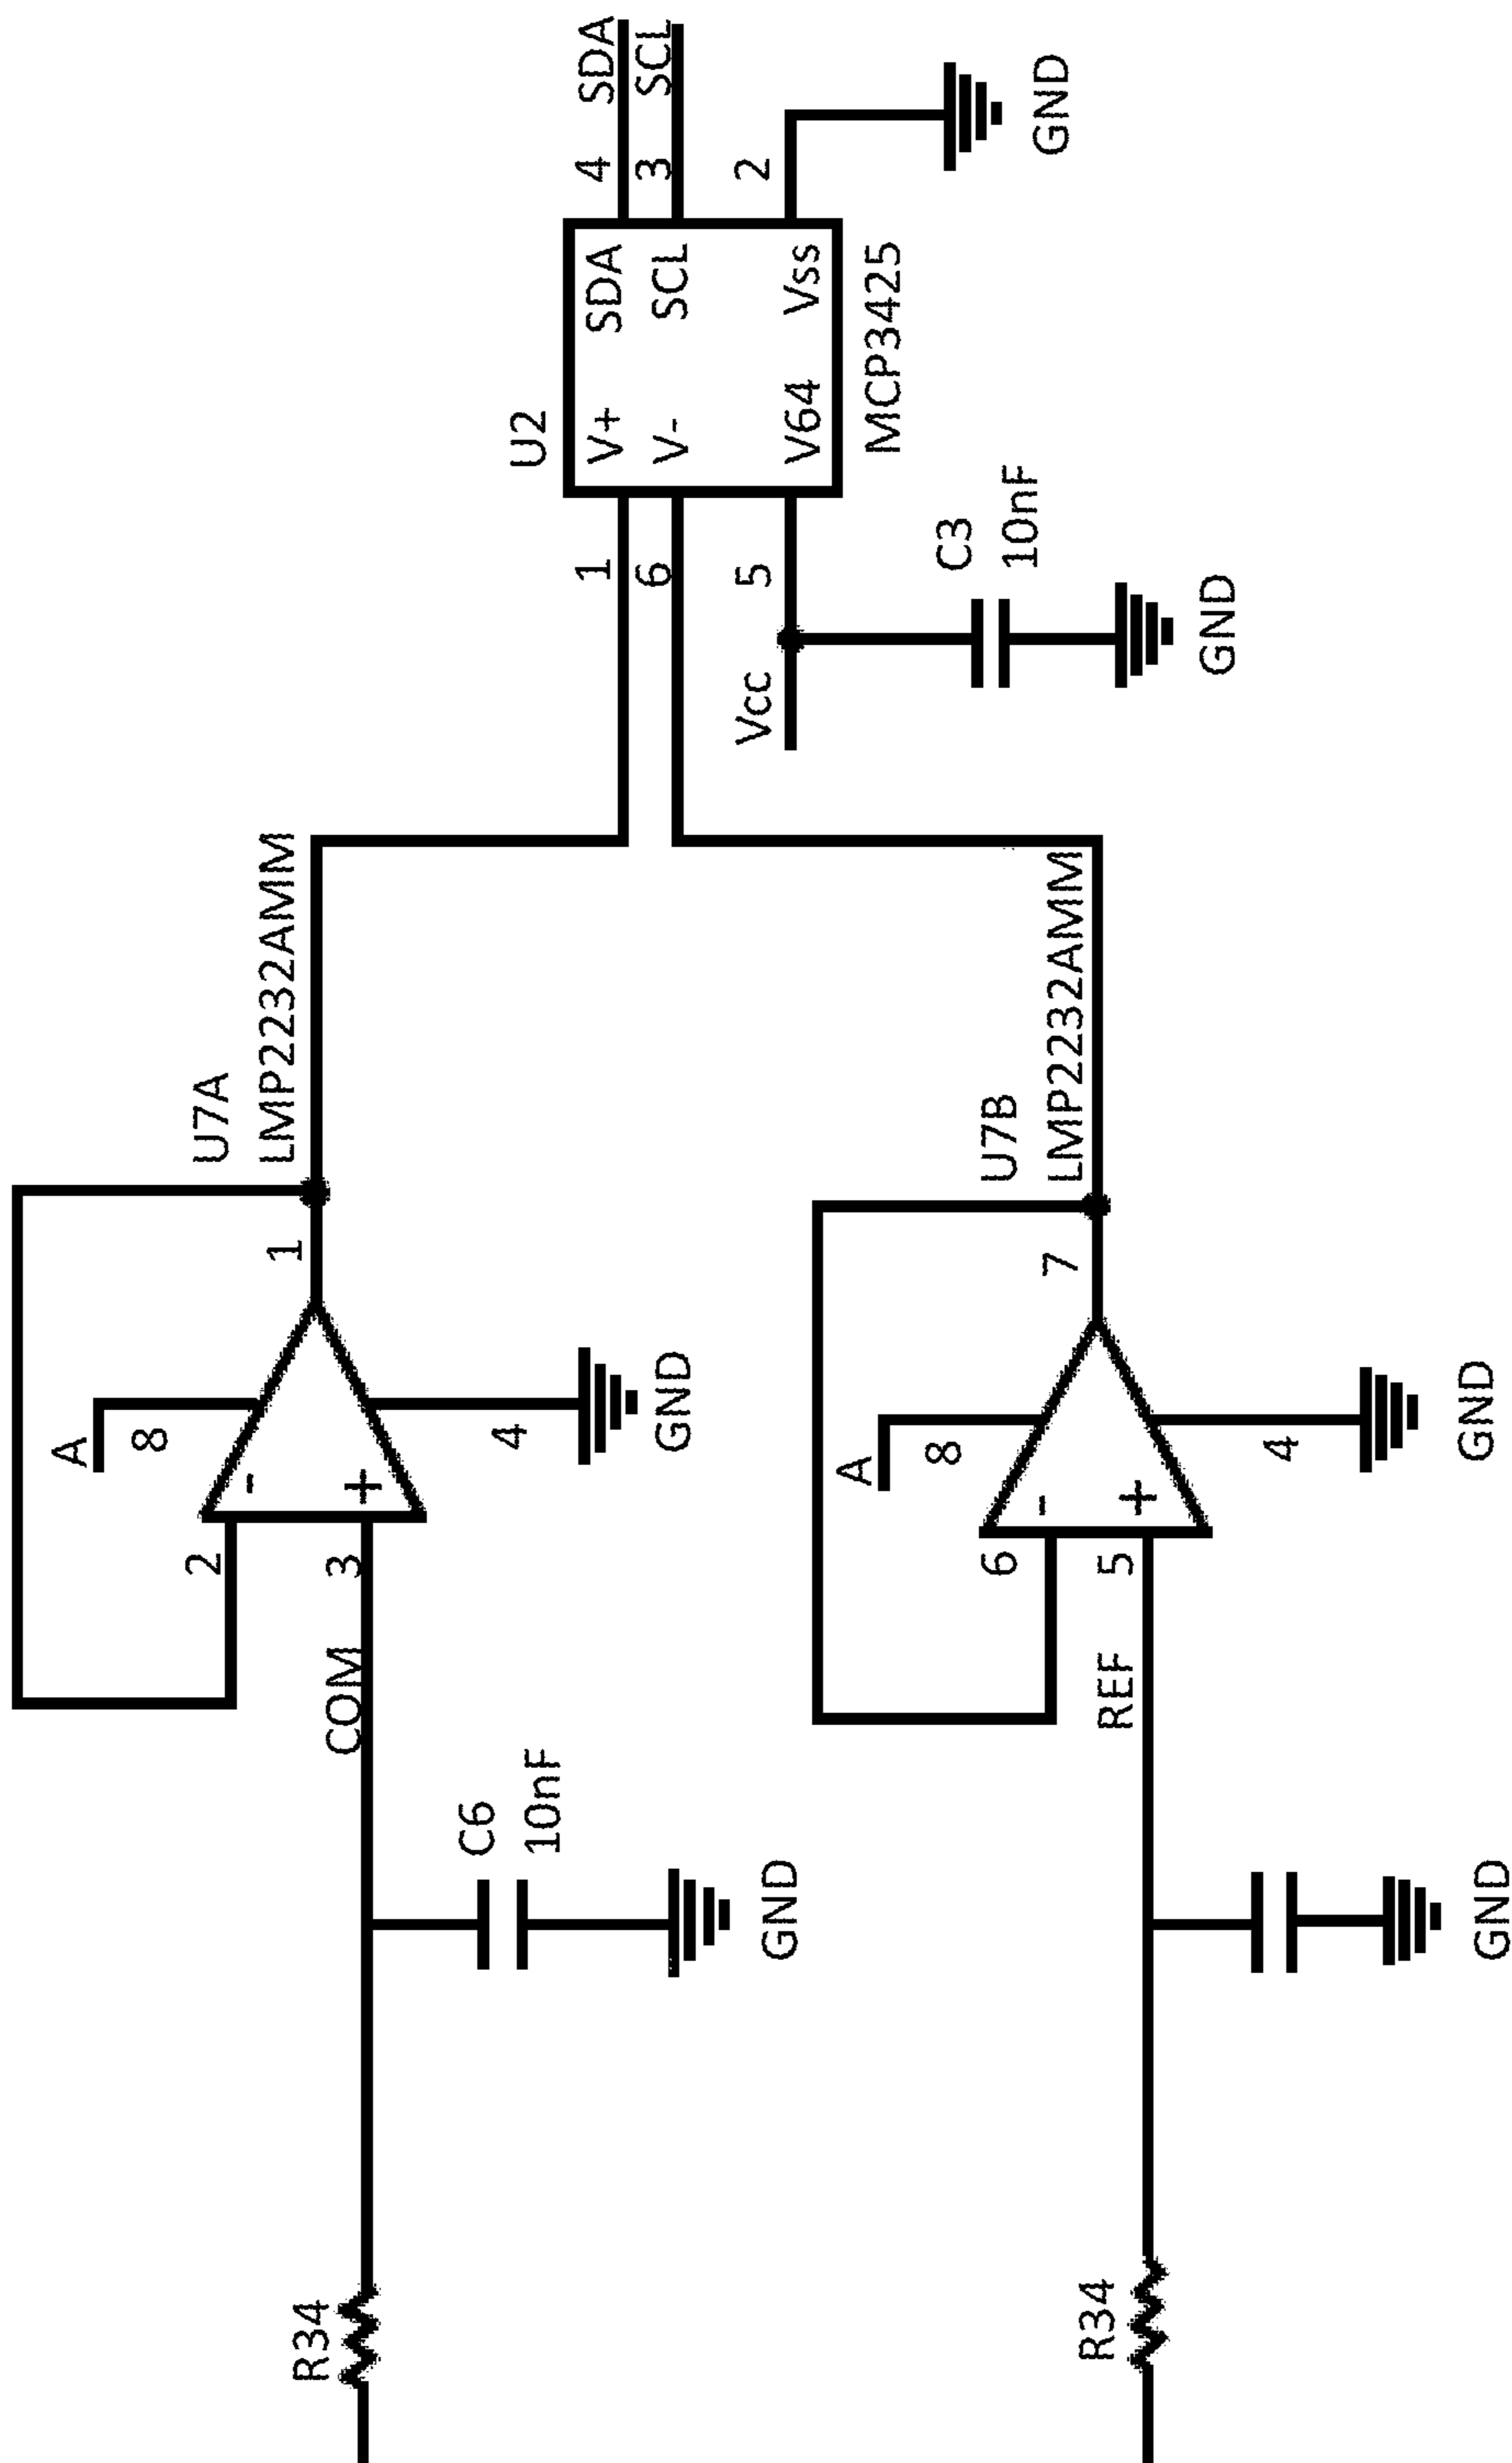 U7A
LMP2232AMM
A
8
2
-
1
COM
3
+
4
GND
R34
C6
10nF
GND
U2
1
V+
SDA
4
SDA
6
V-
SCL
3
SCL
Vcc
5
V64
Vss
2
MCP3425
C3
10nF
GND
GND
U7B
LMP2232AMM
A
8
6
-
7
REF
5
+
4
GND
R34
GND